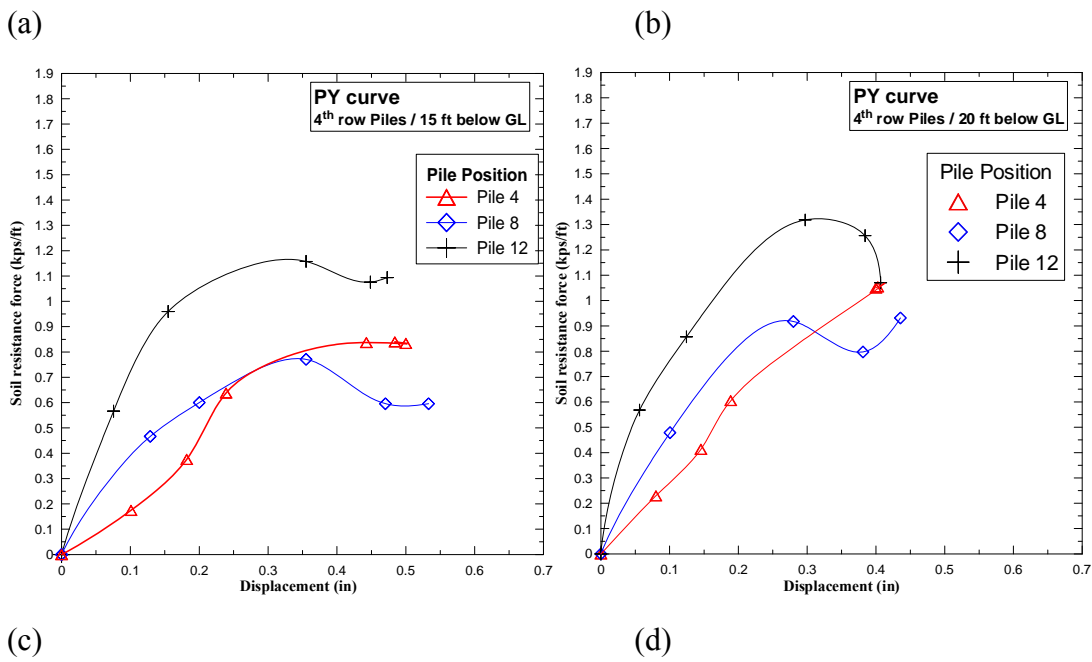 (a)
(b)
PY curve
4th row Piles / 15 ft below GL
Pile Position
Pile 4
Pile 8
Pile 12
Soil resistance force (kps/ft)
1.9
1.8
1.7
1.6
1.5
1.4
1.3
1.2
1.1
1
0.9
0.8
0.7
0.6
0.5
0.4
0.3
0.2
0.1
0
0 0.1 0.2 0.3 0.4 0.5 0.6 0.7
Displacement (in)
PY curve
4th row Piles / 20 ft below GL
Pile Position
Pile 4
Pile 8
Pile 12
Soil resistance force (kps/ft)
1.9
1.8
1.7
1.6
1.5
1.4
1.3
1.2
1.1
1
0.9
0.8
0.7
0.6
0.5
0.4
0.3
0.2
0.1
0
0 0.1 0.2 0.3 0.4 0.5 0.6 0.7
Displacement (in)
(c)
(d)